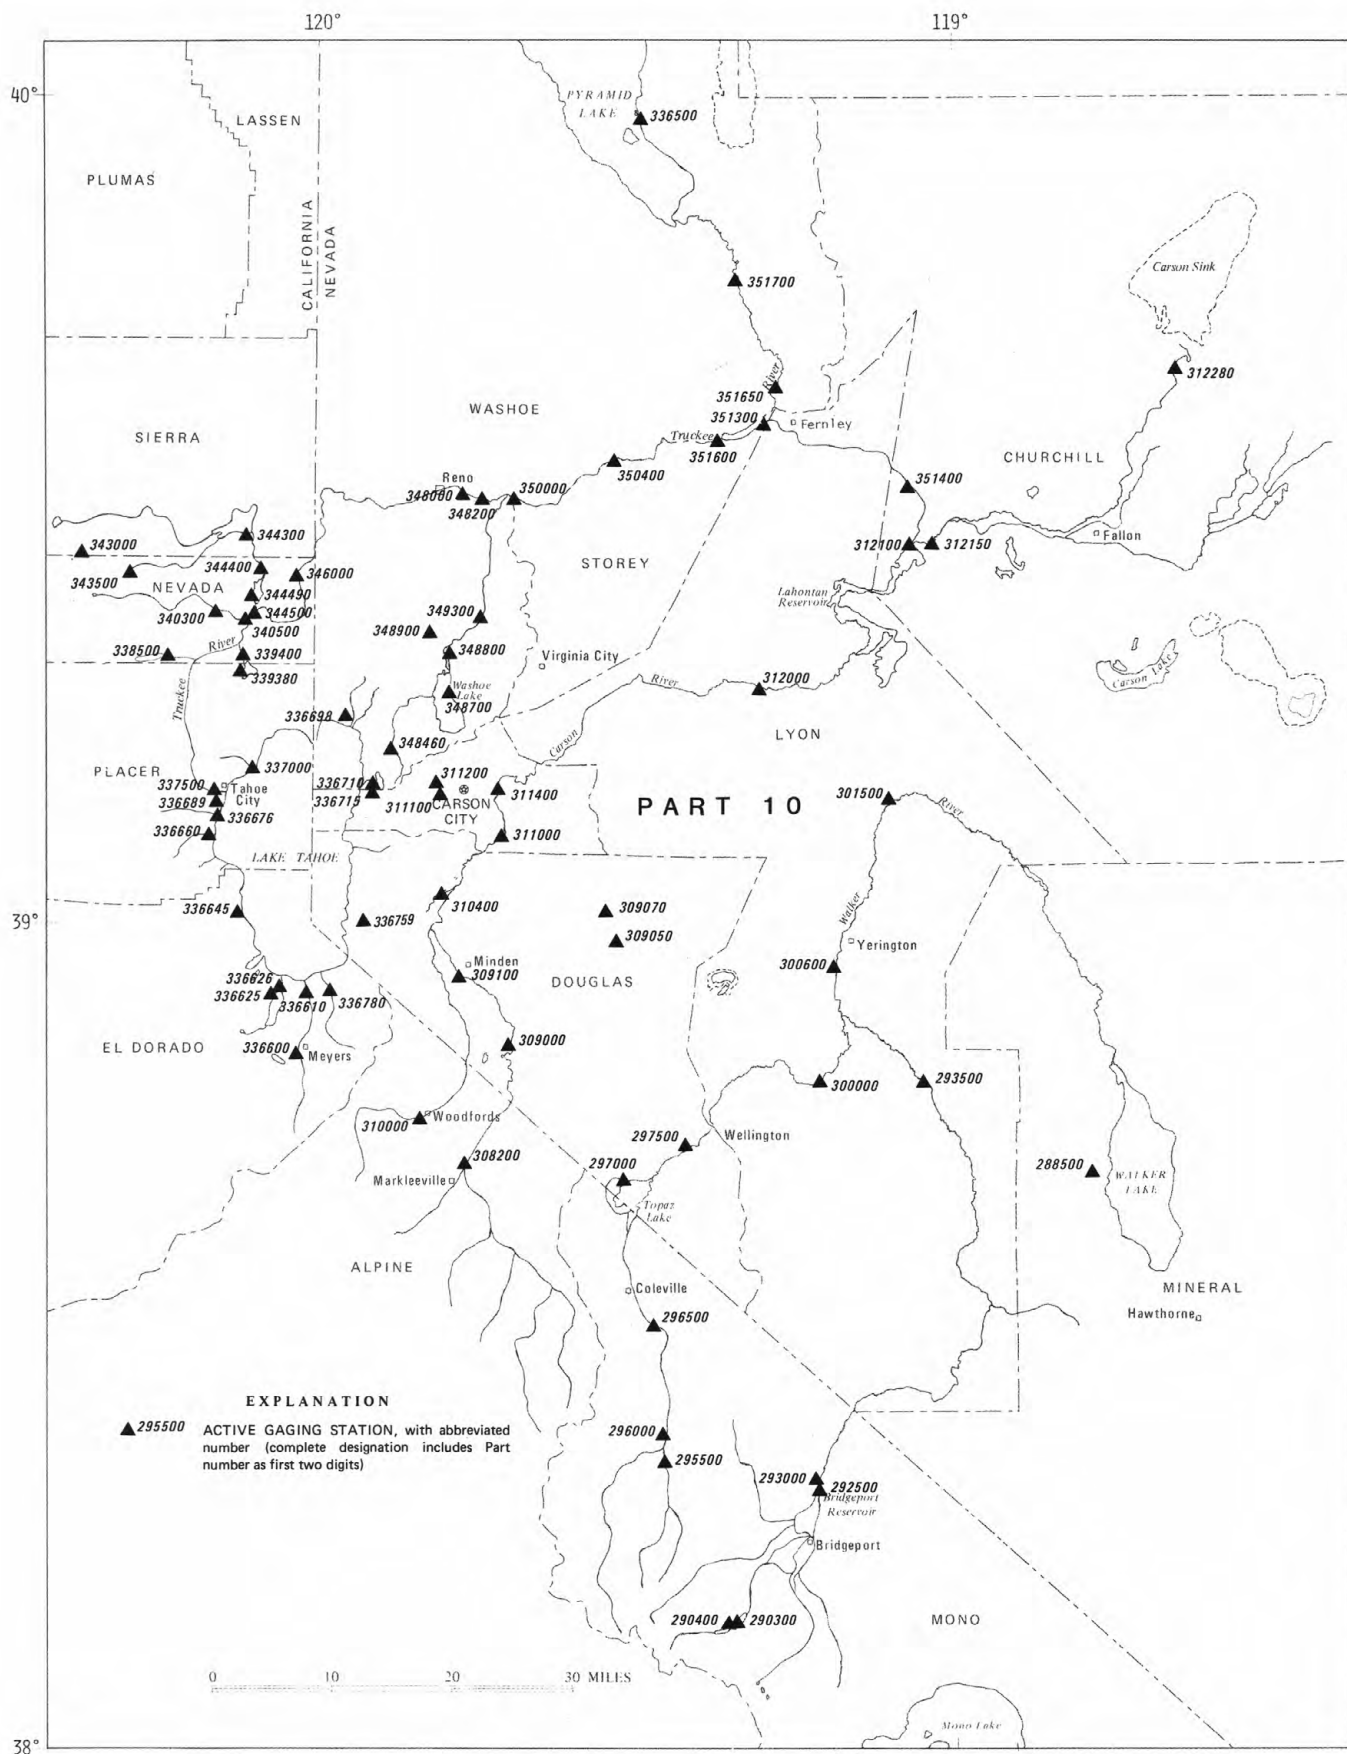 120°
119°
40°
PYRAMID
LAKE
336500
LASSEN
PLUMAS
CALIFORNIA
NEVADA
Carson Sink
351700
312280
River
351650
WASHOE
351300
Fernley
SIERRA
Truckee
351600
CHURCHILL
350400
Reno
351400
348000
350000
348200
344300
Fallon
343000
312100
312150
STOREY
344400
346000
343500
NEVADA
344490
Lahontan
Reservoir
340300
344500
349300
340500
348900
River
338500
339400
348800
Virginia City
339380
Carson Lake
Washoe
Lake
River
312000
348700
Truckee
336698
LYON
348460
Carson
PLACER
337000
337500
Tahoe
City
336710
311200
336689
336715
311100
311400
301500
River
CARSON
CITY
PART 10
336676
336660
311000
LAKE TAHOE
310400
336645
336759
309070
39°
Walker
309050
Yerington
Minden
300600
309100
DOUGLAS
336626
336625
336610
336780
EL DORADO
336600
Meyers
309000
300000
293500
310000
Woodfords
297500
Wellington
308200
297000
288500
WALKER
LAKE
Markleeville
Topaz
Lake
ALPINE
Coleville
MINERAL
Hawthorne
296500
EXPLANATION
295500
ACTIVE GAGING STATION, with abbreviated
number (complete designation includes Part
number as first two digits)
296000
295500
293000
292500
Bridgeport
Reservoir
Bridgeport
290400
290300
MONO
0 10 20 30 MILES
Mono Lake
38°